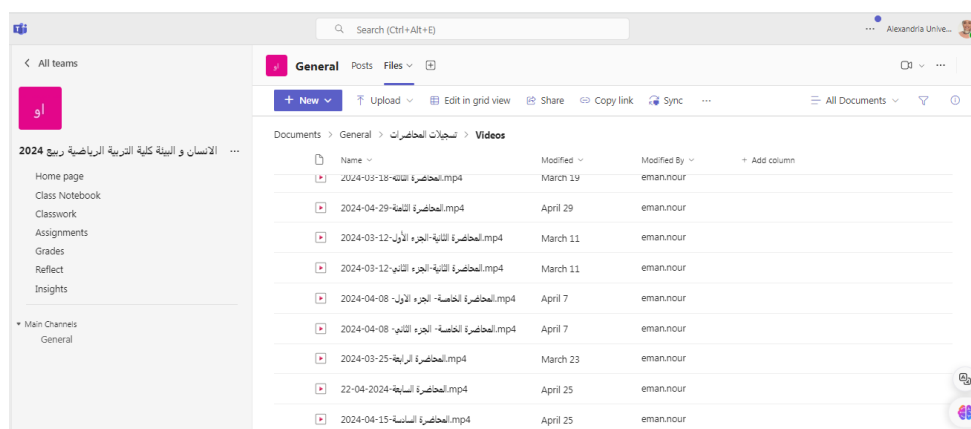 Search (Ctrl+Alt+E)
Alexandria Unive...
All teams
او
الانسان و البيئة كلية التربية الرياضية ربيع 2024
Home page
Class Notebook
Classwork
Assignments
Grades
Reflect
Insights
Main Channels
General
او General Posts Files
+ New Upload Edit in grid view Share Copy link Sync ... All Documents
Documents > General > تسجيلات المحاضرات > Videos
Name Modified Modified By + Add column
2024-03-18-المحاضرة الثالثة.mp4 March 19 eman.nour
2024-04-29-المحاضرة الثامنة.mp4 April 29 eman.nour
2024-03-12-المحاضرة الثانية-الجزء الأول.mp4 March 11 eman.nour
2024-03-12-المحاضرة الثانية-الجزء الثاني.mp4 March 11 eman.nour
2024-04-08 -المحاضرة الخامسة- الجزء الأول.mp4 April 7 eman.nour
2024-04-08 -المحاضرة الخامسة- الجزء الثاني.mp4 April 7 eman.nour
2024-03-25-المحاضرة الرابعة.mp4 March 23 eman.nour
22-04-2024-المحاضرة السابعة.mp4 April 25 eman.nour
2024-04-15-المحاضرة السادسة.mp4 April 25 eman.nour